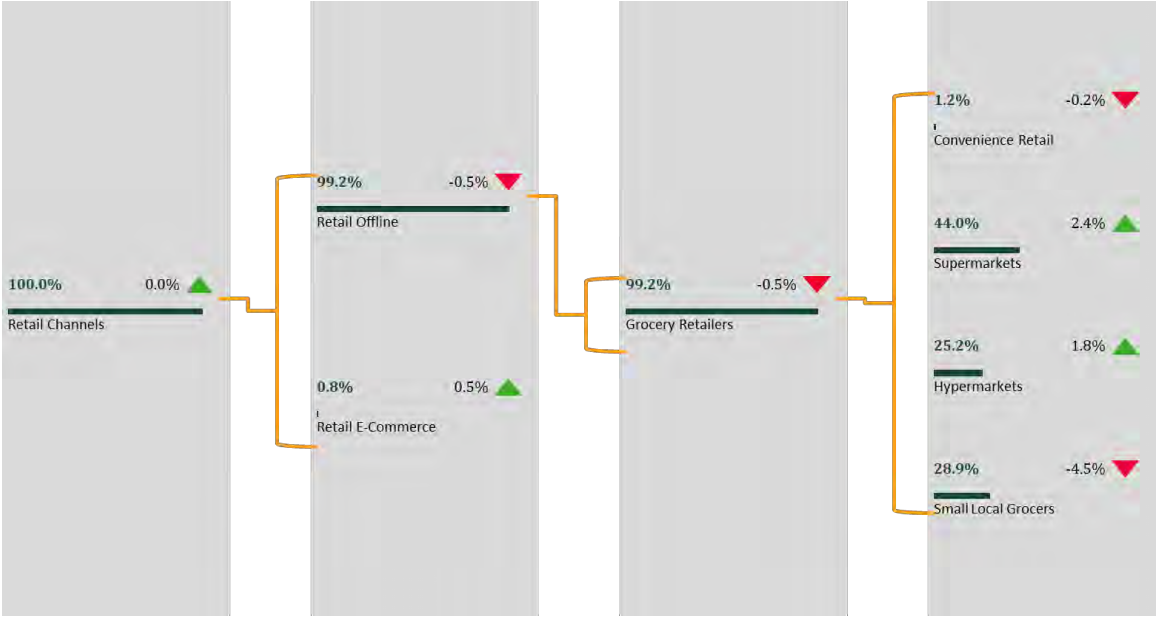 100.0% 0.0%
Retail Channels
99.2% -0.5%
Retail Offline
0.8% 0.5%
Retail E-Commerce
99.2% -0.5%
Grocery Retailers
1.2% -0.2%
Convenience Retail
44.0% 2.4%
Supermarkets
25.2% 1.8%
Hypermarkets
28.9% -4.5%
Small Local Grocers